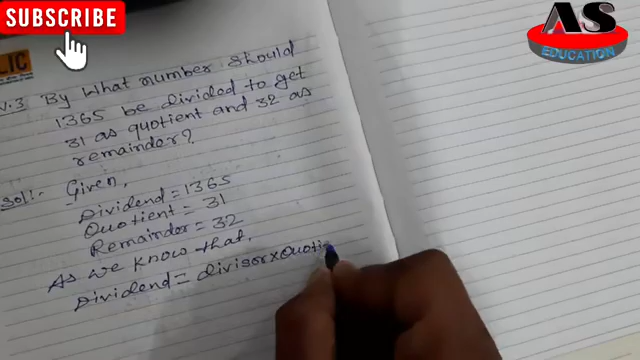 SUBSCRIBE
AS
EDUCATION
LIC
V.3 By What number should
1365 be divided to get
31 as quotient and 32 as
remainder?
Sol:- Given,
Dividend = 1365
Quotient = 31
Remainder = 32
As we know that,
Dividend = divisor x Quoti